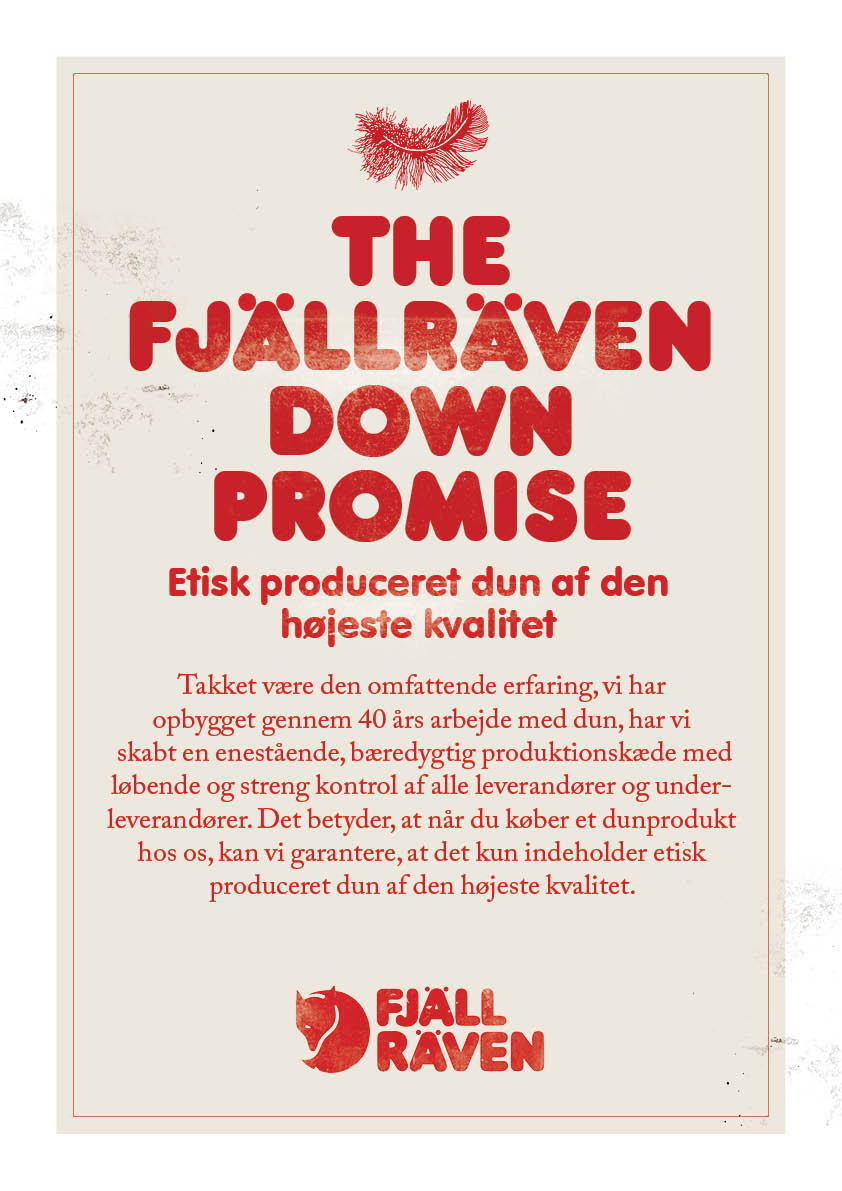 THE
FJÄLLRÄVEN
DOWN
PROMISE
Etisk produceret dun af den
højeste kvalitet
Takket være den omfattende erfaring, vi har
opbygget gennem 40 års arbejde med dun, har vi
skabt en enestående, bæredygtig produktionskæde med
løbende og streng kontrol af alle leverandører og under-
leverandører. Det betyder, at når du køber et dunprodukt
hos os, kan vi garantere, at det kun indeholder etisk
produceret dun af den højeste kvalitet.
FJÄLL
RÄVEN